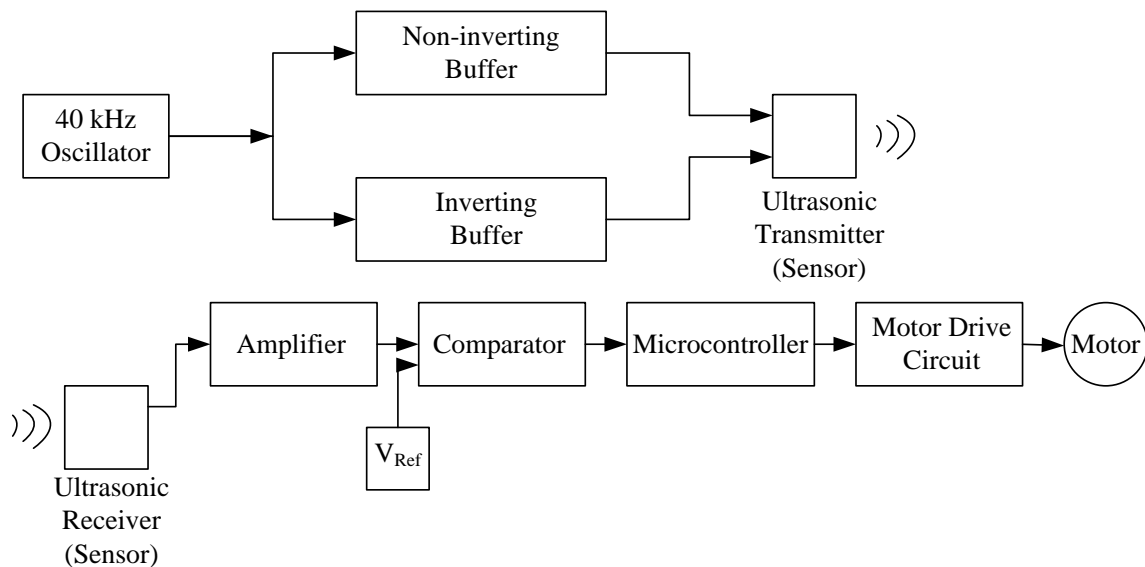 Non-inverting
Buffer
40 kHz
Oscillator
Inverting
Buffer
Ultrasonic
Transmitter
(Sensor)
Amplifier
Comparator
Microcontroller
Motor Drive
Circuit
Motor
VRef
Ultrasonic
Receiver
(Sensor)